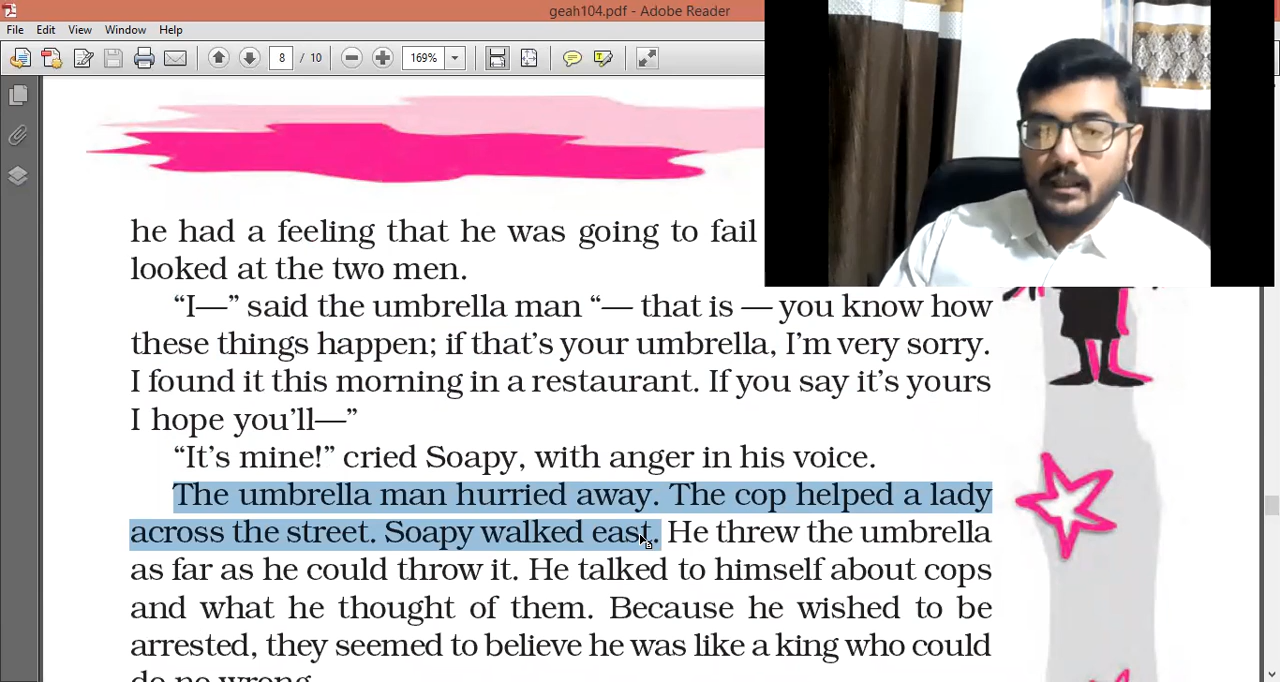 geah104.pdf - Adobe Reader
File Edit View Window Help
8 / 10 169%
he had a feeling that he was going to fail
looked at the two men.
“I—” said the umbrella man “— that is — you know how
these things happen; if that’s your umbrella, I’m very sorry.
I found it this morning in a restaurant. If you say it’s yours
I hope you’ll—”
“It’s mine!” cried Soapy, with anger in his voice.
The umbrella man hurried away. The cop helped a lady
across the street. Soapy walked east. He threw the umbrella
as far as he could throw it. He talked to himself about cops
and what he thought of them. Because he wished to be
arrested, they seemed to believe he was like a king who could
do no wrong.